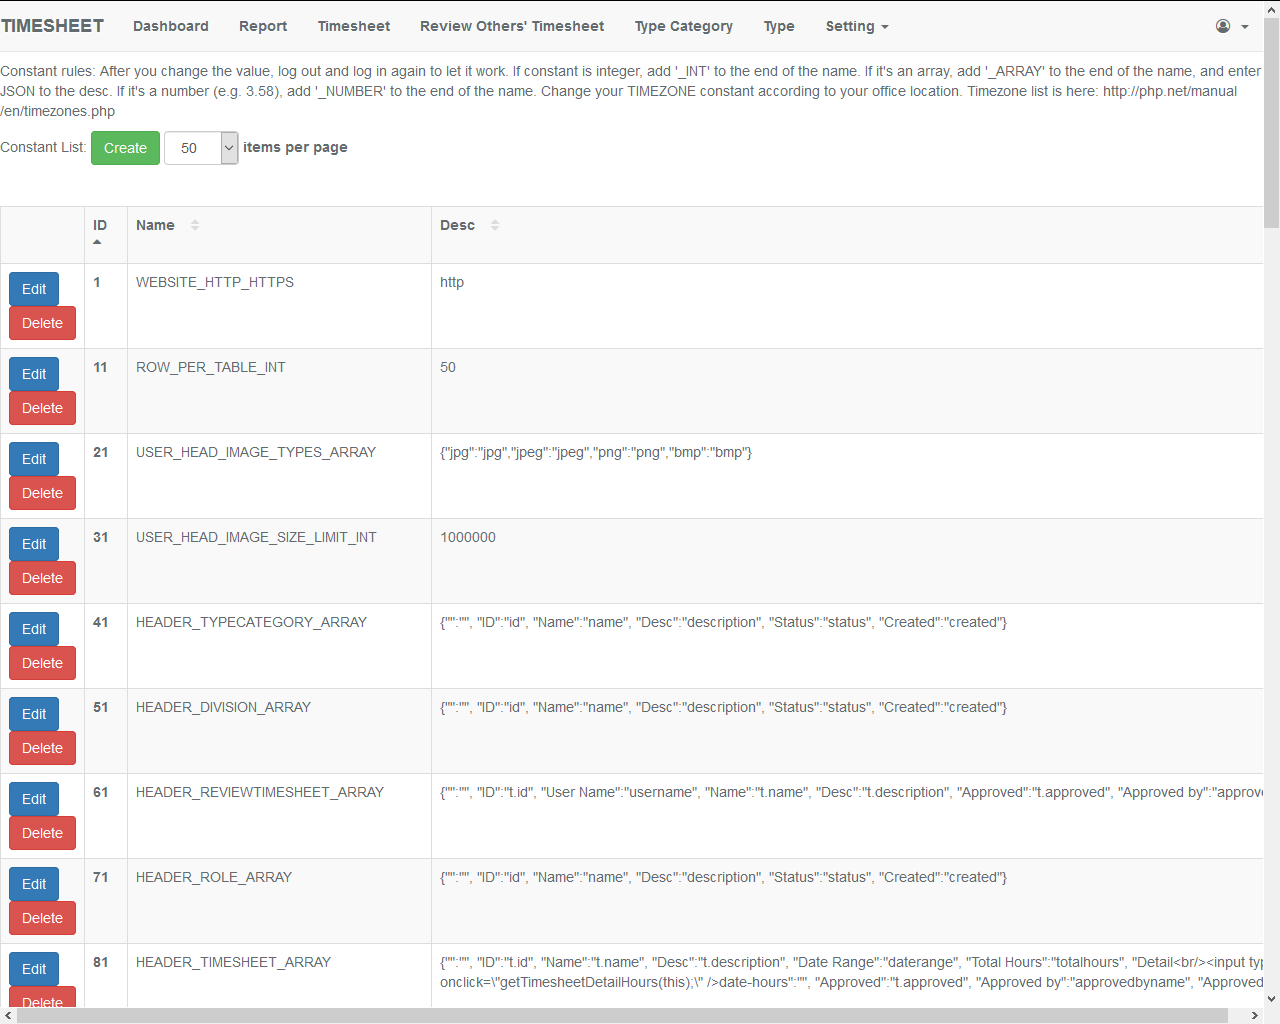 TIMESHEET Dashboard Report Timesheet Review Others' Timesheet Type Category Type Setting
Constant rules: After you change the value, log out and log in again to let it work. If constant is integer, add '_INT' to the end of the name. If it's an array, add '_ARRAY' to the end of the name, and enter
JSON to the desc. If it's a number (e.g. 3.58), add '_NUMBER' to the end of the name. Change your TIMEZONE constant according to your office location. Timezone list is here: http://php.net/manual
/en/timezones.php
Constant List: Create 50 items per page
ID Name Desc
Edit 1 WEBSITE_HTTP_HTTPS http
Delete
Edit 11 ROW_PER_TABLE_INT 50
Delete
Edit 21 USER_HEAD_IMAGE_TYPES_ARRAY {"jpg":"jpg","jpeg":"jpeg","png":"png","bmp":"bmp"}
Delete
Edit 31 USER_HEAD_IMAGE_SIZE_LIMIT_INT 1000000
Delete
Edit 41 HEADER_TYPECATEGORY_ARRAY {"":"", "ID":"id", "Name":"name", "Desc":"description", "Status":"status", "Created":"created"}
Delete
Edit 51 HEADER_DIVISION_ARRAY {"":"", "ID":"id", "Name":"name", "Desc":"description", "Status":"status", "Created":"created"}
Delete
Edit 61 HEADER_REVIEWTIMESHEET_ARRAY {"":"", "ID":"t.id", "User Name":"username", "Name":"t.name", "Desc":"t.description", "Approved":"t.approved", "Approved by":"approve
Delete
Edit 71 HEADER_ROLE_ARRAY {"":"", "ID":"id", "Name":"name", "Desc":"description", "Status":"status", "Created":"created"}
Delete
Edit 81 HEADER_TIMESHEET_ARRAY {"":"", "ID":"t.id", "Name":"t.name", "Desc":"t.description", "Date Range":"daterange", "Total Hours":"totalhours", "Detail<br/><input typ
onclick=\"getTimesheetDetailHours(this);\" />date-hours":"", "Approved":"t.approved", "Approved by":"approvedbyname", "Approved
Delete